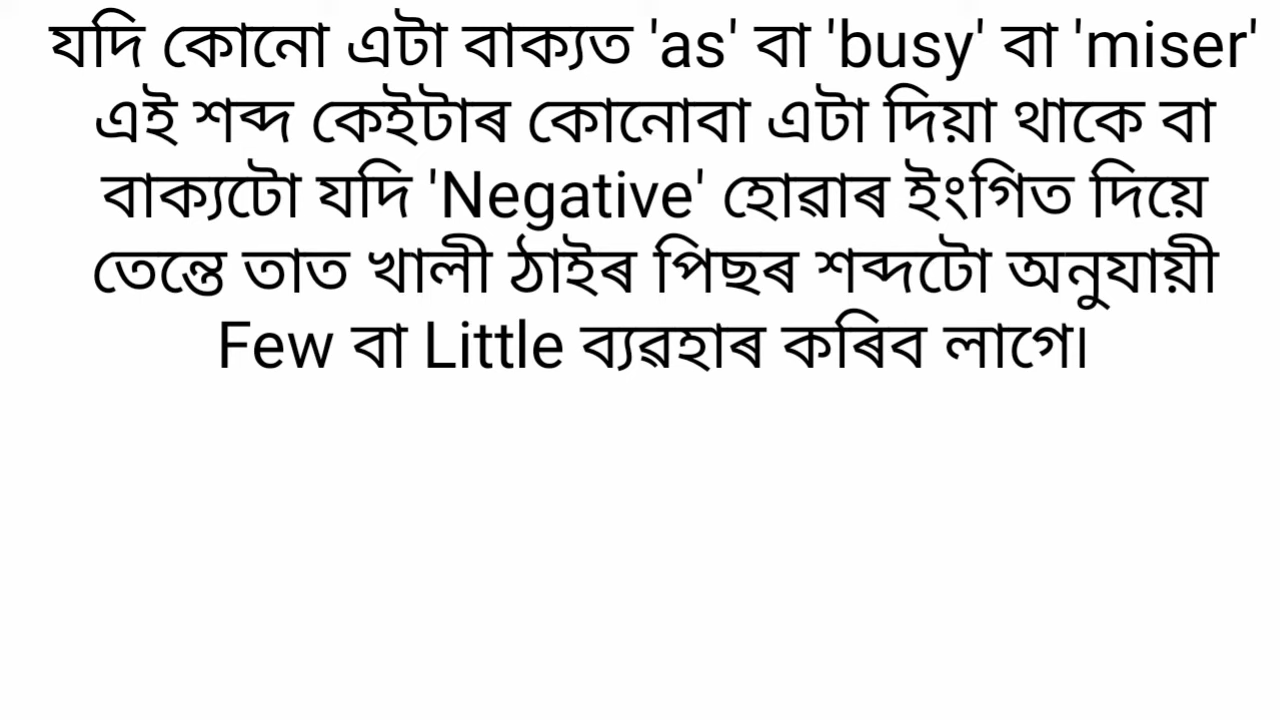 যদি কোনো এটা বাক্যত 'as' বা 'busy' বা 'miser'
এই শব্দ কেইটাৰ কোনোবা এটা দিয়া থাকে বা
বাক্যটো যদি 'Negative' হোৱাৰ ইংগিত দিয়ে
তেন্তে তাত খালী ঠাইৰ পিছৰ শব্দটো অনুযায়ী
Few বা Little ব্যৱহাৰ কৰিব লাগে।